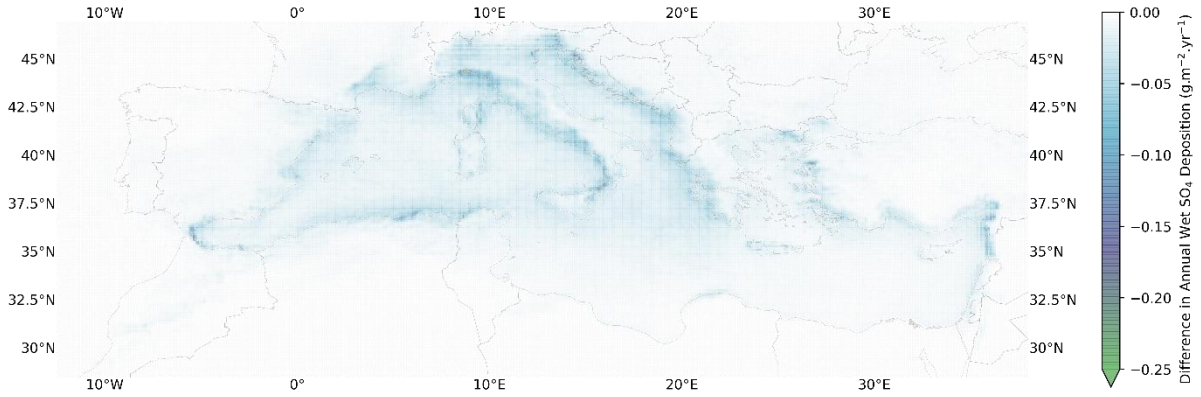 10°W 0° 10°E 20°E 30°E
45°N 45°N
42.5°N 42.5°N
40°N 40°N
37.5°N 37.5°N
35°N 35°N
32.5°N 32.5°N
30°N 30°N
10°W 0° 10°E 20°E 30°E
0.00
−0.05
−0.10
−0.15
−0.20
−0.25
Difference in Annual Wet SO₄ Deposition (g.m⁻².yr⁻¹)